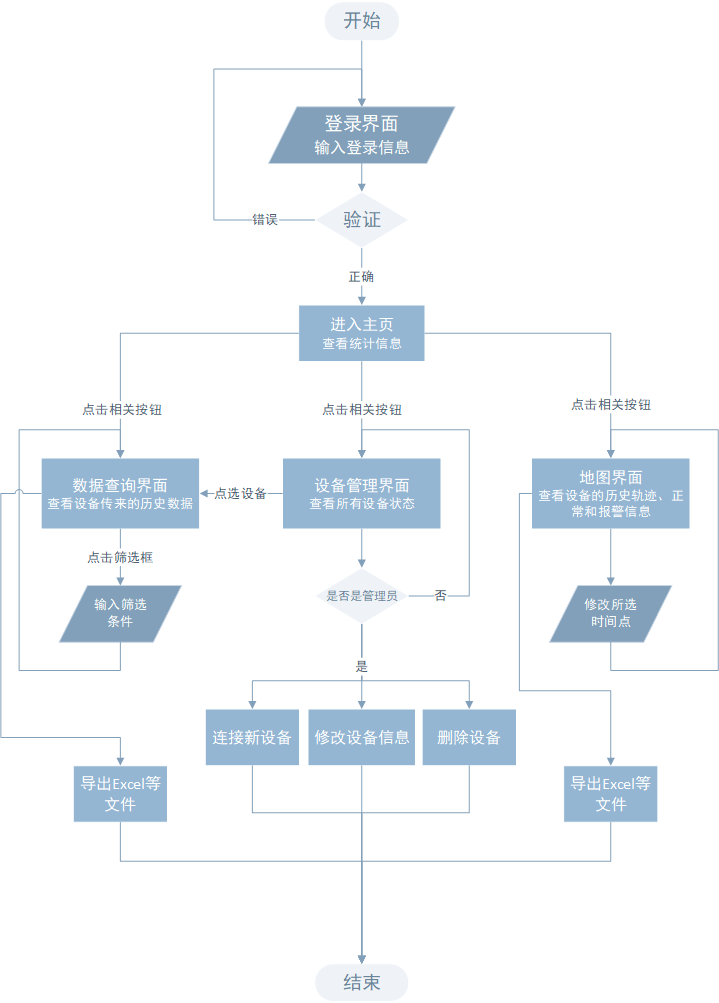 开始
登录界面
输入登录信息
错误
验证
正确
进入主页
查看统计信息
点击相关按钮
点击相关按钮
点击相关按钮
数据查询界面
查看设备传来的历史数据
点选设备
设备管理界面
查看所有设备状态
地图界面
查看设备的历史轨迹、正
常和报警信息
点击筛选框
输入筛选
条件
是否是管理员
否
修改所选
时间点
是
连接新设备
修改设备信息
删除设备
导出Excel等
文件
导出Excel等
文件
结束